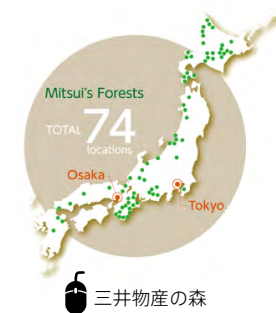 Mitsui's Forests
TOTAL 74
locations
Osaka
Tokyo
三井物産の森